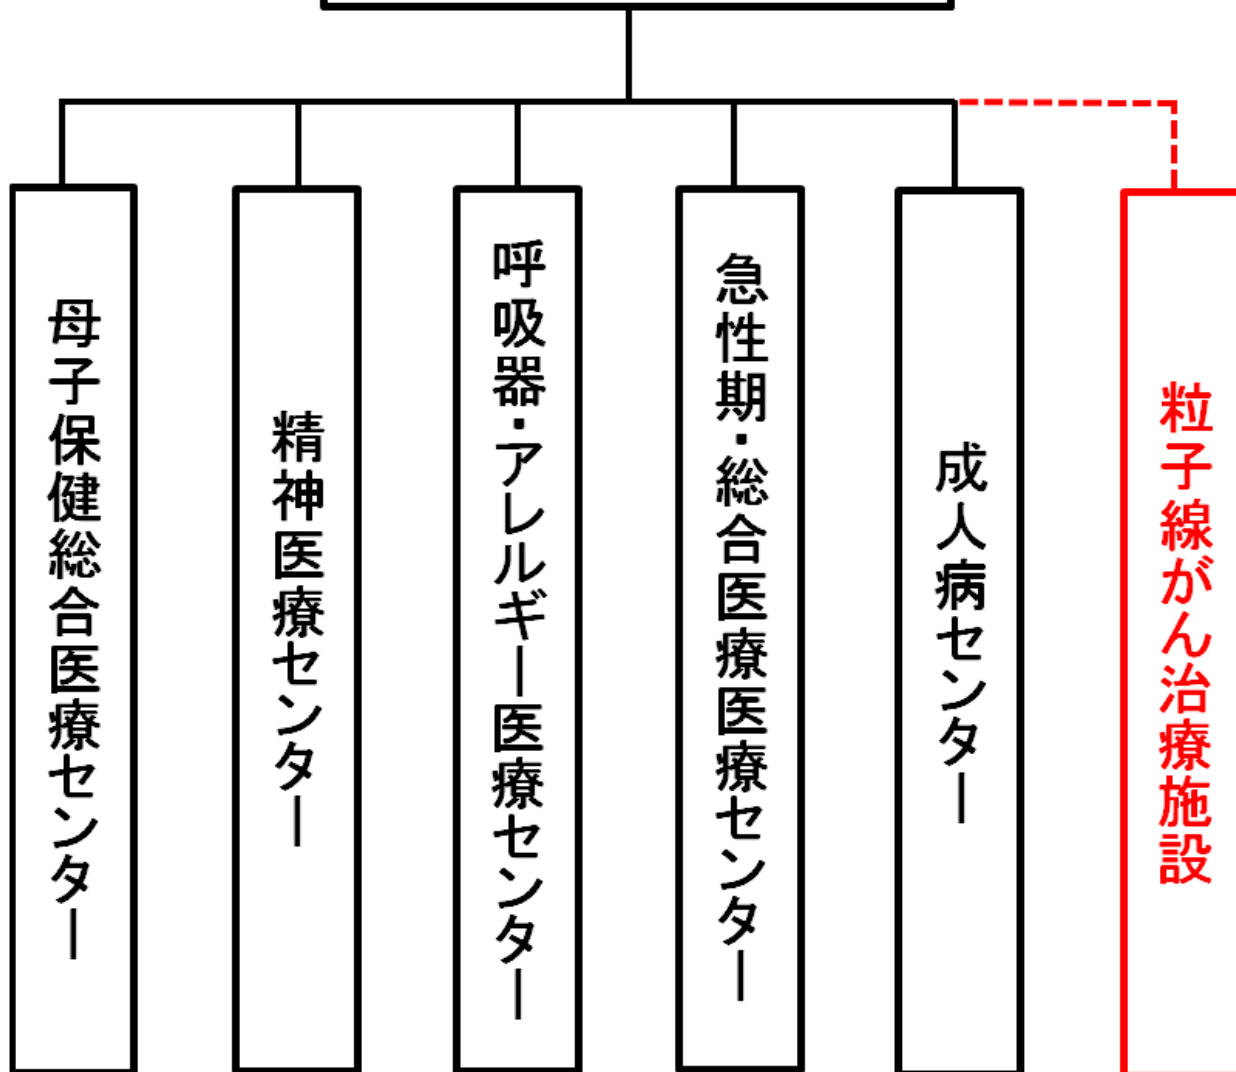 母子保健総合医療センター
精神医療センター
呼吸器・アレルギー医療センター
急性期・総合医療医療センター
成人病センター
粒子線がん治療施設